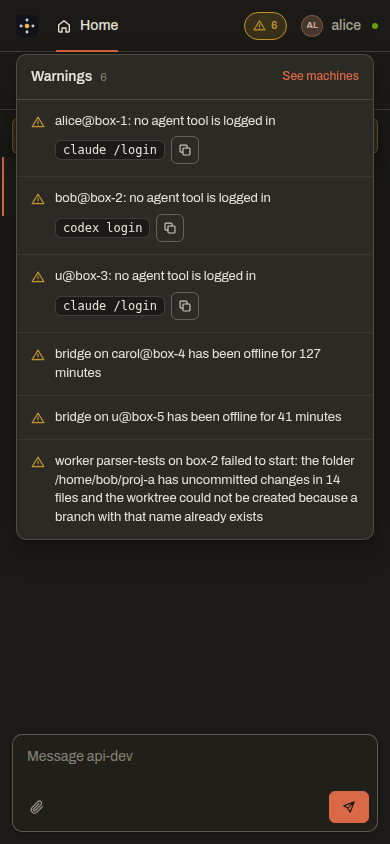 Home
6
AL
alice
Warnings 6
See machines
alice@box-1: no agent tool is logged in
claude /login
bob@box-2: no agent tool is logged in
codex login
u@box-3: no agent tool is logged in
claude /login
bridge on carol@box-4 has been offline for 127
minutes
bridge on u@box-5 has been offline for 41 minutes
worker parser-tests on box-2 failed to start: the folder
/home/bob/proj-a has uncommitted changes in 14
files and the worktree could not be created because a
branch with that name already exists
Message api-dev